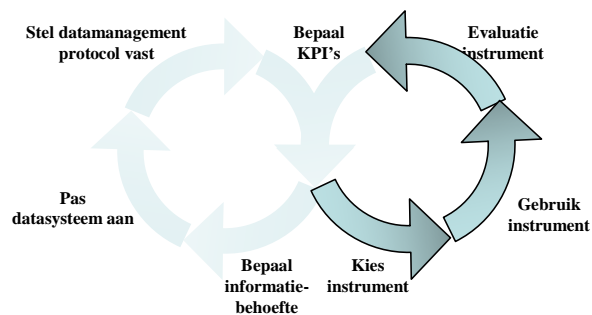 Stel datamanagement
protocol vast
Bepaal
KPI's
Evaluatie
instrument
Pas
datasysteem aan
Gebruik
instrument
Bepaal
informatie-
behoefte
Kies
instrument